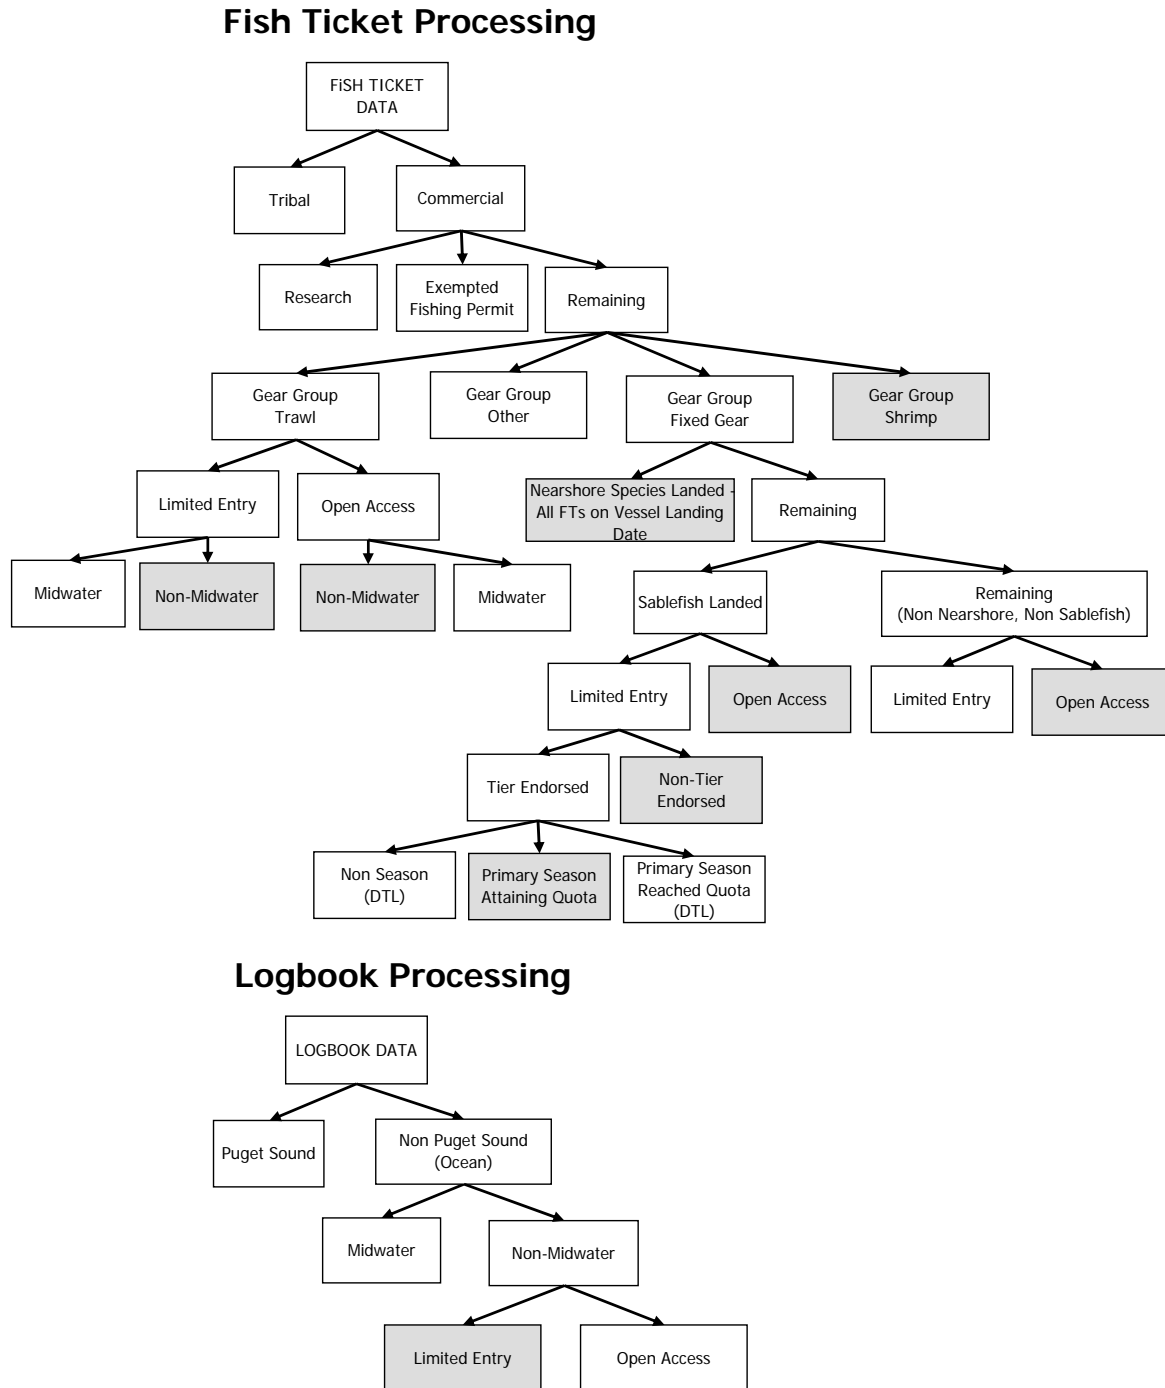 Fish Ticket Processing
FiSH TICKET
DATA
Tribal
Commercial
Research
Exempted
Fishing Permit
Remaining
Gear Group
Trawl
Gear Group
Other
Gear Group
Fixed Gear
Gear Group
Shrimp
Limited Entry
Open Access
Nearshore Species Landed -
All FTs on Vessel Landing
Date
Remaining
Midwater
Non-Midwater
Non-Midwater
Midwater
Sablefish Landed
Remaining
(Non Nearshore, Non Sablefish)
Limited Entry
Open Access
Limited Entry
Open Access
Tier Endorsed
Non-Tier
Endorsed
Non Season
(DTL)
Primary Season
Attaining Quota
Primary Season
Reached Quota
(DTL)
Logbook Processing
LOGBOOK DATA
Puget Sound
Non Puget Sound
(Ocean)
Midwater
Non-Midwater
Limited Entry
Open Access